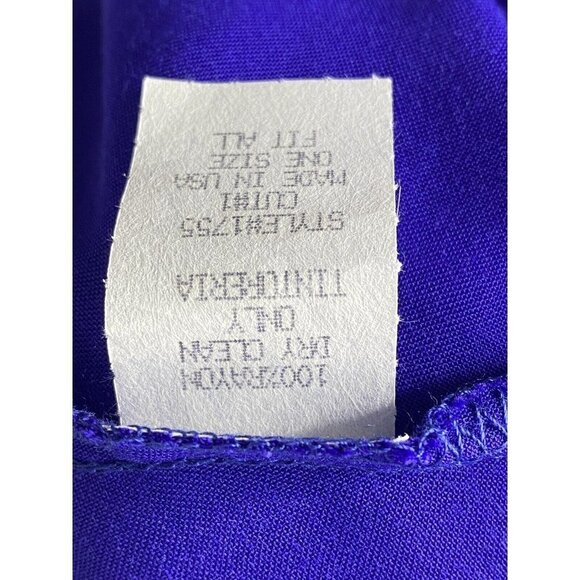 100%RAYON
DRY CLEAN
ONLY
TINTORERIA
STYLE#1755
CUT#1
MADE IN USA
ONE SIZE
FIT ALL